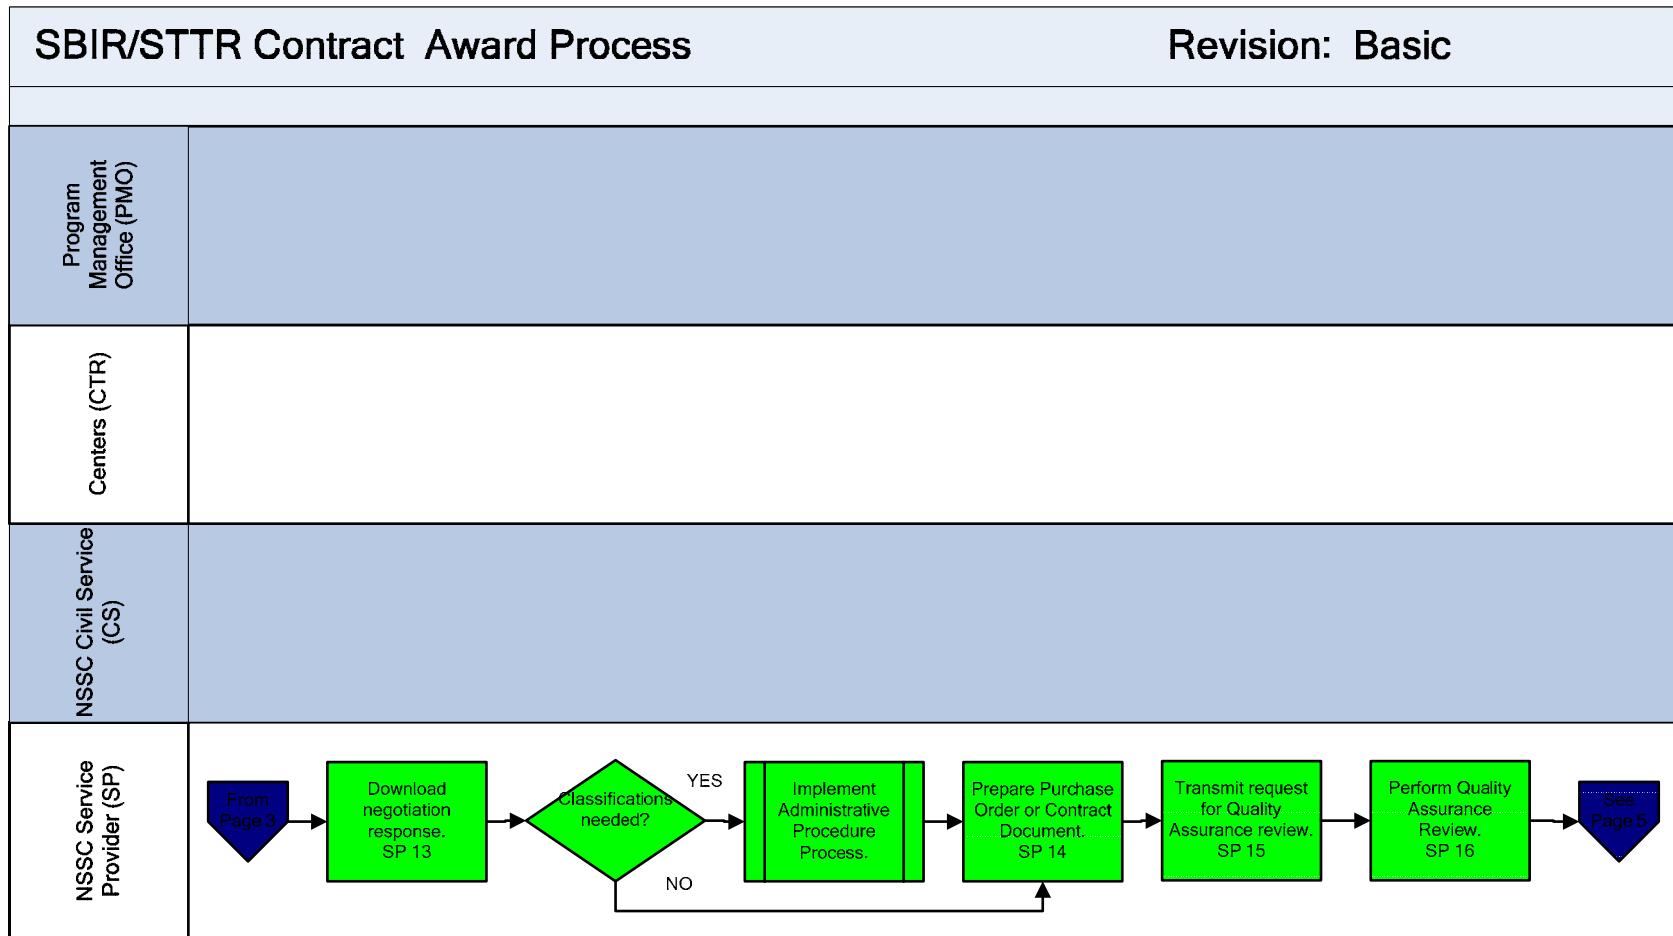 SBIR/STTR Contract Award Process
Revision: Basic
Program
Management
Office (PMO)
Centers (CTR)
NSSC Civil Service
(CS)
NSSC Service
Provider (SP)
From
Page 3
Download
negotiation
response.
SP 13
Classifications
needed?
YES
NO
Implement
Administrative
Procedure
Process.
Prepare Purchase
Order or Contract
Document.
SP 14
Transmit request
for Quality
Assurance review.
SP 15
Perform Quality
Assurance
Review.
SP 16
See
Page 5